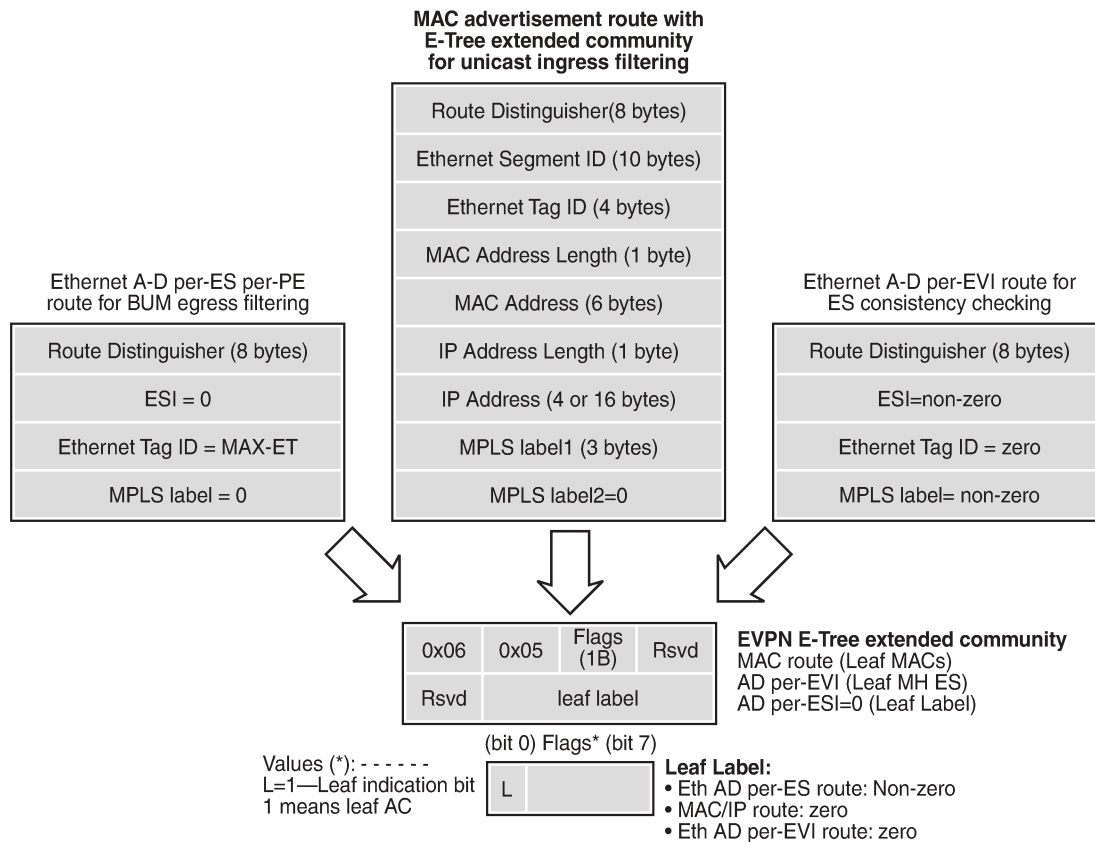 MAC advertisement route with
E-Tree extended community
for unicast ingress filtering
Route Distinguisher(8 bytes)
Ethernet Segment ID (10 bytes)
Ethernet Tag ID (4 bytes)
MAC Address Length (1 byte)
MAC Address (6 bytes)
IP Address Length (1 byte)
IP Address (4 or 16 bytes)
MPLS label1 (3 bytes)
MPLS label2=0
Ethernet A-D per-ES per-PE
route for BUM egress filtering
Route Distinguisher (8 bytes)
ESI = 0
Ethernet Tag ID = MAX-ET
MPLS label = 0
Ethernet A-D per-EVI route for
ES consistency checking
Route Distinguisher (8 bytes)
ESI=non-zero
Ethernet Tag ID = zero
MPLS label= non-zero
0x06
0x05
Flags
(1B)
Rsvd
Rsvd
leaf label
EVPN E-Tree extended community
MAC route (Leaf MACs)
AD per-EVI (Leaf MH ES)
AD per-ESI=0 (Leaf Label)
(bit 0) Flags* (bit 7)
L
Values (*): - - - - - -
L=1—Leaf indication bit
1 means leaf AC
Leaf Label:
• Eth AD per-ES route: Non-zero
• MAC/IP route: zero
• Eth AD per-EVI route: zero